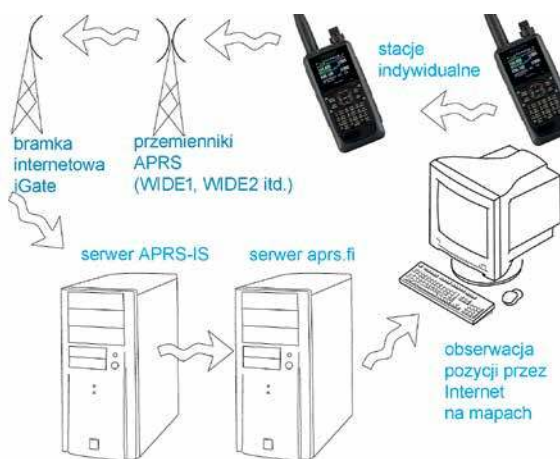 stacje
indywidualne
bramka
internetowa
iGate
przemienniki
APRS
(WIDE1, WIDE2 itd.)
serwer APRS-IS
serwer aprs.fi
obserwacja
pozycji przez
Internet
na mapach